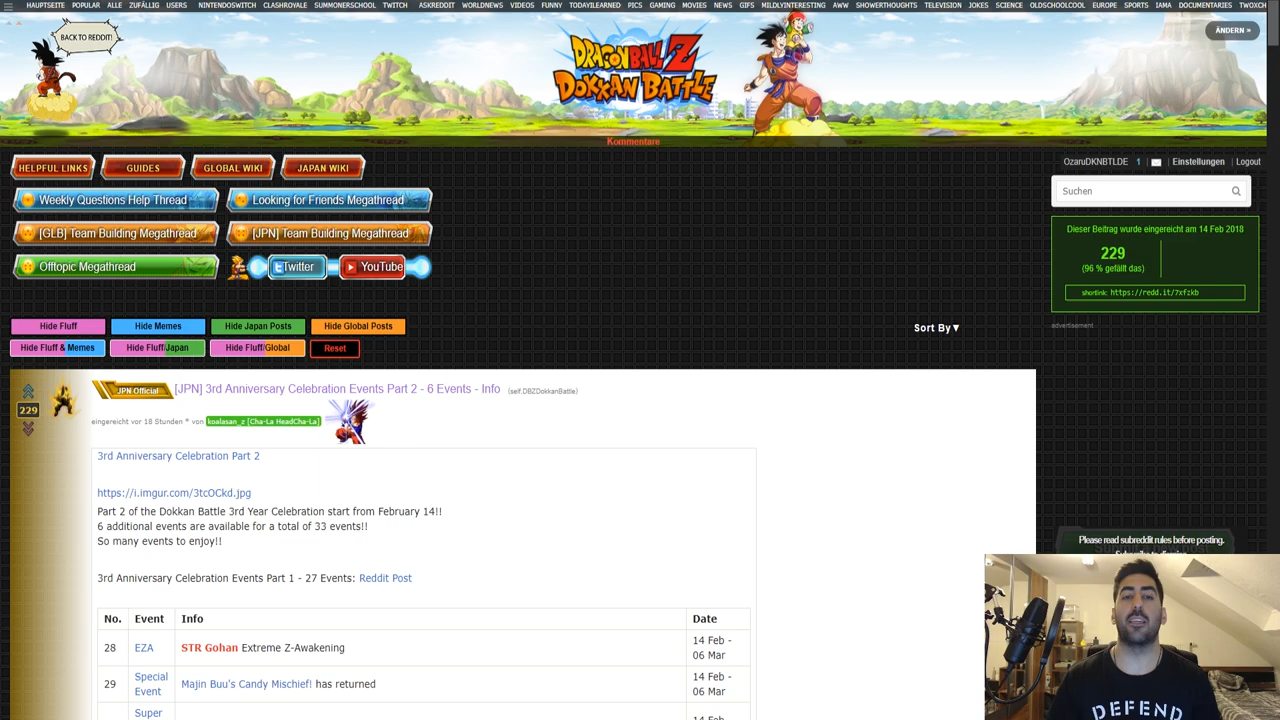 HAUPTSEITE POPULAR ALLE ZUFÄLLIG USERS NINTENDOSWITCH CLASHROYALE SUMMONERSCHOOL TWITCH ASKREDDIT WORLDNEWS VIDEOS FUNNY TODAYILEARNED PICS GAMING MOVIES NEWS GIFS MILDLYINTERESTING AWW SHOWERTHOUGHTS TELEVISION JOKES SCIENCE OLDSCHOOLCOOL EUROPE SPORTS IAMA DOCUMENTARIES TWOXCH
BACK TO REDDIT!
DRAGONBALL Z
DOKKAN BATTLE
ÄNDERN »
Kommentare
HELPFUL LINKS GUIDES GLOBAL WIKI JAPAN WIKI
OzaruDKNBTLDE 1 | Einstellungen | Logout
Suchen
Weekly Questions Help Thread Looking for Friends Megathread
[GLB] Team Building Megathread [JPN] Team Building Megathread
Offtopic Megathread Twitter YouTube
Dieser Beitrag wurde eingereicht am 14 Feb 2018
229
(96 % gefällt das)
shortlink: https://redd.it/7xfzkb
advertisement
Hide Fluff Hide Memes Hide Japan Posts Hide Global Posts
Hide Fluff & Memes Hide Fluff/Japan Hide Fluff/Global Reset
Sort By▼
229
JPN Official [JPN] 3rd Anniversary Celebration Events Part 2 - 6 Events - Info (self.DBZDokkanBattle)
eingereicht vor 18 Stunden * von koalasan_z [Cha-La HeadCha-La]
3rd Anniversary Celebration Part 2
https://i.imgur.com/3tcOCkd.jpg
Part 2 of the Dokkan Battle 3rd Year Celebration start from February 14!!
6 additional events are available for a total of 33 events!!
So many events to enjoy!!
3rd Anniversary Celebration Events Part 1 - 27 Events: Reddit Post
No. Event Info Date
28 EZA STR Gohan Extreme Z-Awakening 14 Feb -
06 Mar
29 Special Event Majin Buu's Candy Mischief! has returned 14 Feb -
06 Mar
Super
Please read subreddit rules before posting.
DEFEND